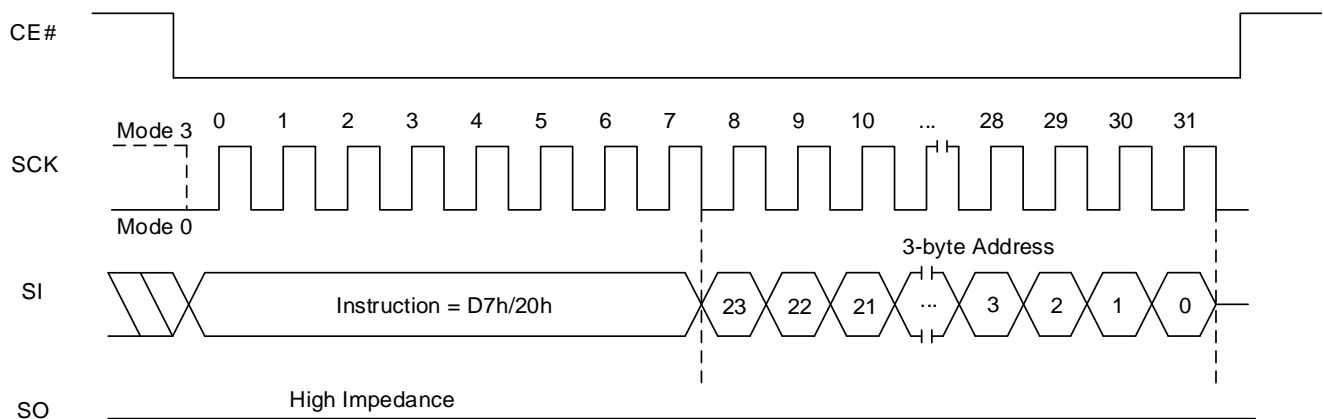 CE#
0 1 2 3 4 5 6 7 8 9 10 ... 28 29 30 31
Mode 3
SCK
Mode 0
3-byte Address
SI
Instruction = D7h/20h 23 22 21 ... 3 2 1 0
High Impedance
SO